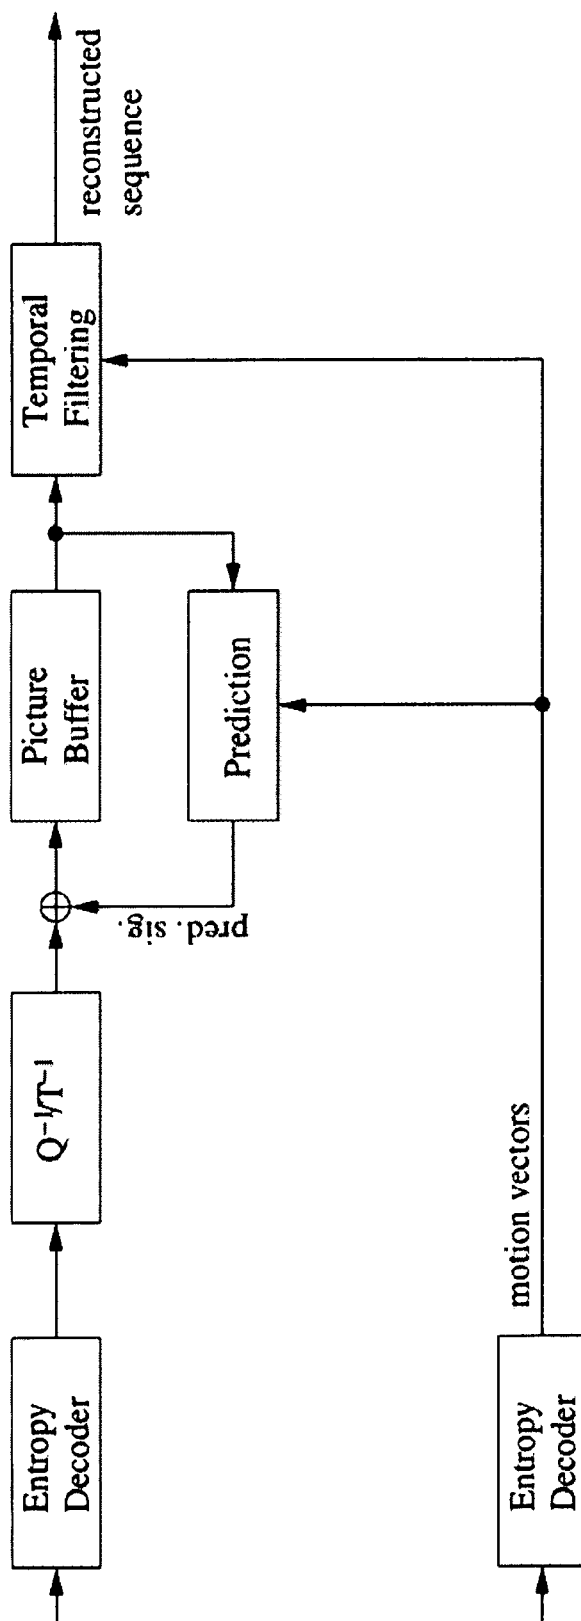 Entropy
Decoder
Q⁻¹/T⁻¹
pred. sig.
Picture
Buffer
Prediction
Temporal
Filtering
reconstructed
sequence
Entropy
Decoder
motion vectors